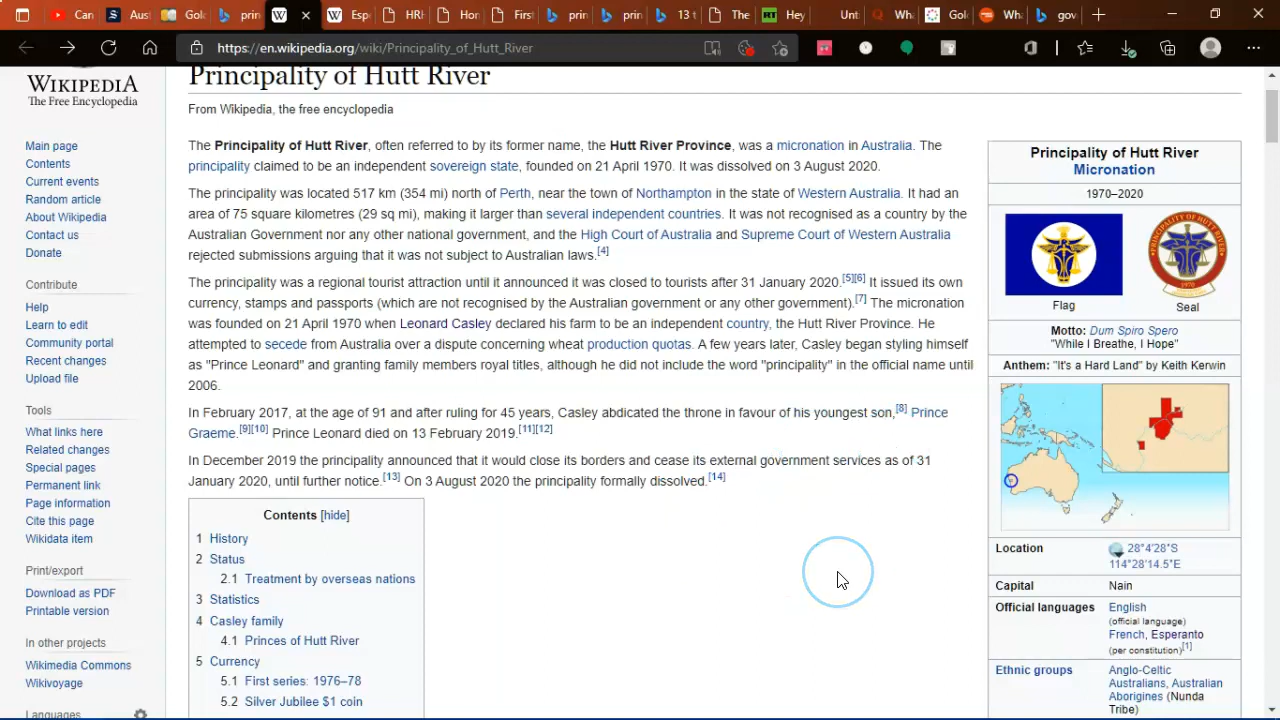 Can
Aust
Gol
prin
Esp
HRI
Hor
First
prin
prin
13 t
The
Hey
Unt
Wha
Gol
Wha
gov
https://en.wikipedia.org/wiki/Principality_of_Hutt_River
WIKIPEDIA
The Free Encyclopedia
Main page
Contents
Current events
Random article
About Wikipedia
Contact us
Donate
Contribute
Help
Learn to edit
Community portal
Recent changes
Upload file
Tools
What links here
Related changes
Special pages
Permanent link
Page information
Cite this page
Wikidata item
Print/export
Download as PDF
Printable version
In other projects
Wikimedia Commons
Wikivoyage
Languages
Principality of Hutt River
From Wikipedia, the free encyclopedia
The Principality of Hutt River, often referred to by its former name, the Hutt River Province, was a micronation in Australia. The
principality claimed to be an independent sovereign state, founded on 21 April 1970. It was dissolved on 3 August 2020.
The principality was located 517 km (354 mi) north of Perth, near the town of Northampton in the state of Western Australia. It had an
area of 75 square kilometres (29 sq mi), making it larger than several independent countries. It was not recognised as a country by the
Australian Government nor any other national government, and the High Court of Australia and Supreme Court of Western Australia
rejected submissions arguing that it was not subject to Australian laws.[4]
The principality was a regional tourist attraction until it announced it was closed to tourists after 31 January 2020.[5][6] It issued its own
currency, stamps and passports (which are not recognised by the Australian government or any other government).[7] The micronation
was founded on 21 April 1970 when Leonard Casley declared his farm to be an independent country, the Hutt River Province. He
attempted to secede from Australia over a dispute concerning wheat production quotas. A few years later, Casley began styling himself
as "Prince Leonard" and granting family members royal titles, although he did not include the word "principality" in the official name until
2006.
In February 2017, at the age of 91 and after ruling for 45 years, Casley abdicated the throne in favour of his youngest son,[8] Prince
Graeme.[9][10] Prince Leonard died on 13 February 2019.[11][12]
In December 2019 the principality announced that it would close its borders and cease its external government services as of 31
January 2020, until further notice.[13] On 3 August 2020 the principality formally dissolved.[14]
Contents [hide]
1 History
2 Status
2.1 Treatment by overseas nations
3 Statistics
4 Casley family
4.1 Princes of Hutt River
5 Currency
5.1 First series: 1976–78
5.2 Silver Jubilee $1 coin
Principality of Hutt River
Micronation
1970–2020
PRINCIPALITY OF HUTT RIVER
1970
Flag
Seal
Motto: Dum Spiro Spero
"While I Breathe, I Hope"
Anthem: "It's a Hard Land" by Keith Kerwin
Location 28°4′28″S
114°28′14.5″E
Capital Nain
Official languages English
(official language)
French, Esperanto
(per constitution)[1]
Ethnic groups Anglo-Celtic
Australians, Australian
Aborigines (Nunda
Tribe)